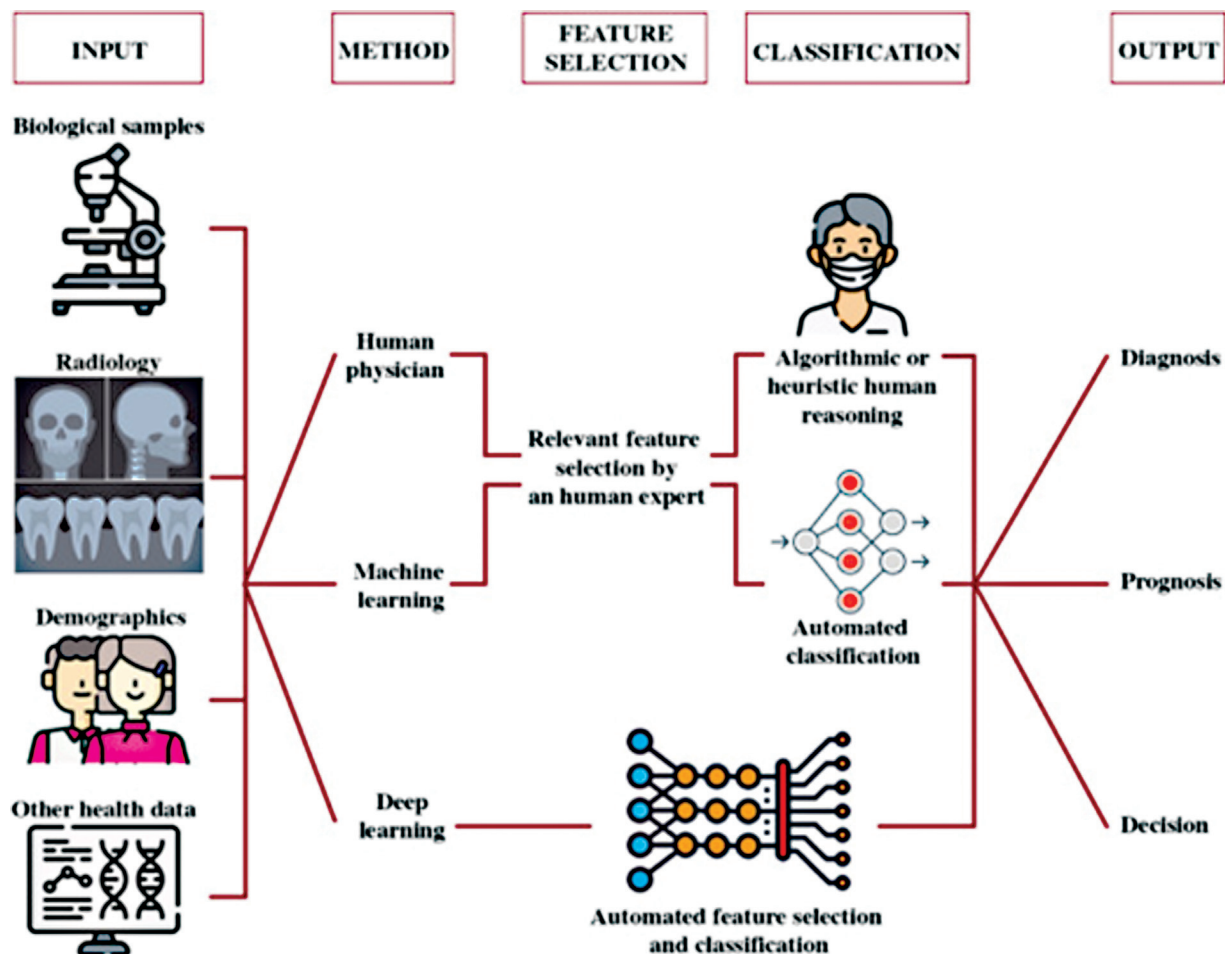 INPUT
METHOD
FEATURE
SELECTION
CLASSIFICATION
OUTPUT
Biological samples
Radiology
Demographics
Other health data
Human
physician
Machine
learning
Deep
learning
Relevant feature
selection by
an human expert
Algorithmic or
heuristic human
reasoning
Automated
classification
Automated feature selection
and classification
Diagnosis
Prognosis
Decision